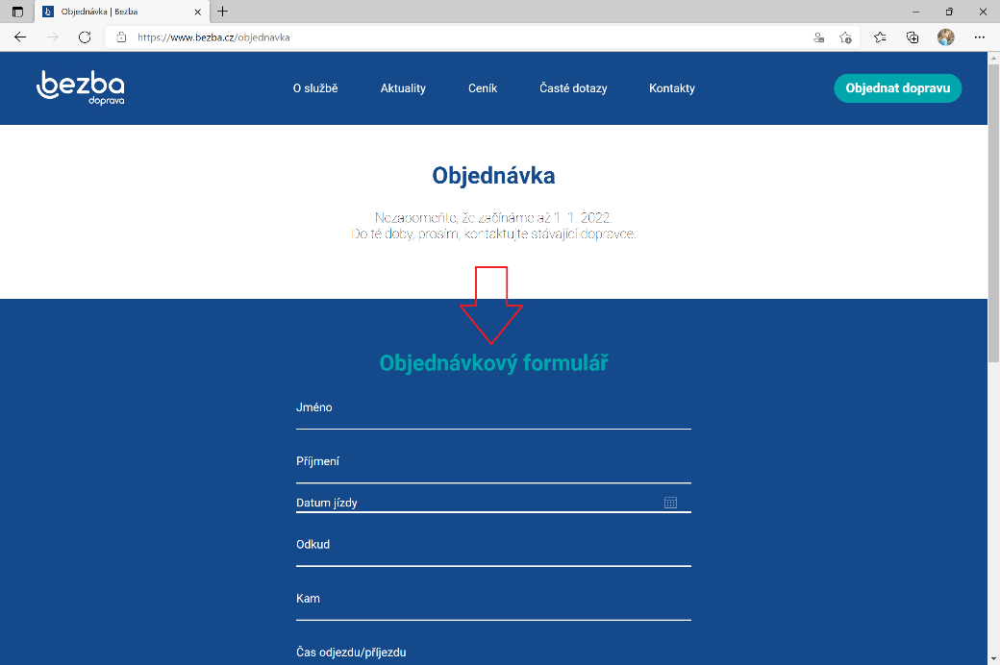 Objednávka | Bezba
https://www.bezba.cz/objednavka
bezba
doprava
O službě
Aktuality
Ceník
Časté dotazy
Kontakty
Objednat dopravu
Objednávka
Nezapomeňte, že začínáme až 1. 1. 2022.
Do té doby, prosím, kontaktujte stávající dopravce.
Objednávkový formulář
Jméno
Příjmení
Datum jízdy
Odkud
Kam
Čas odjezdu/příjezdu